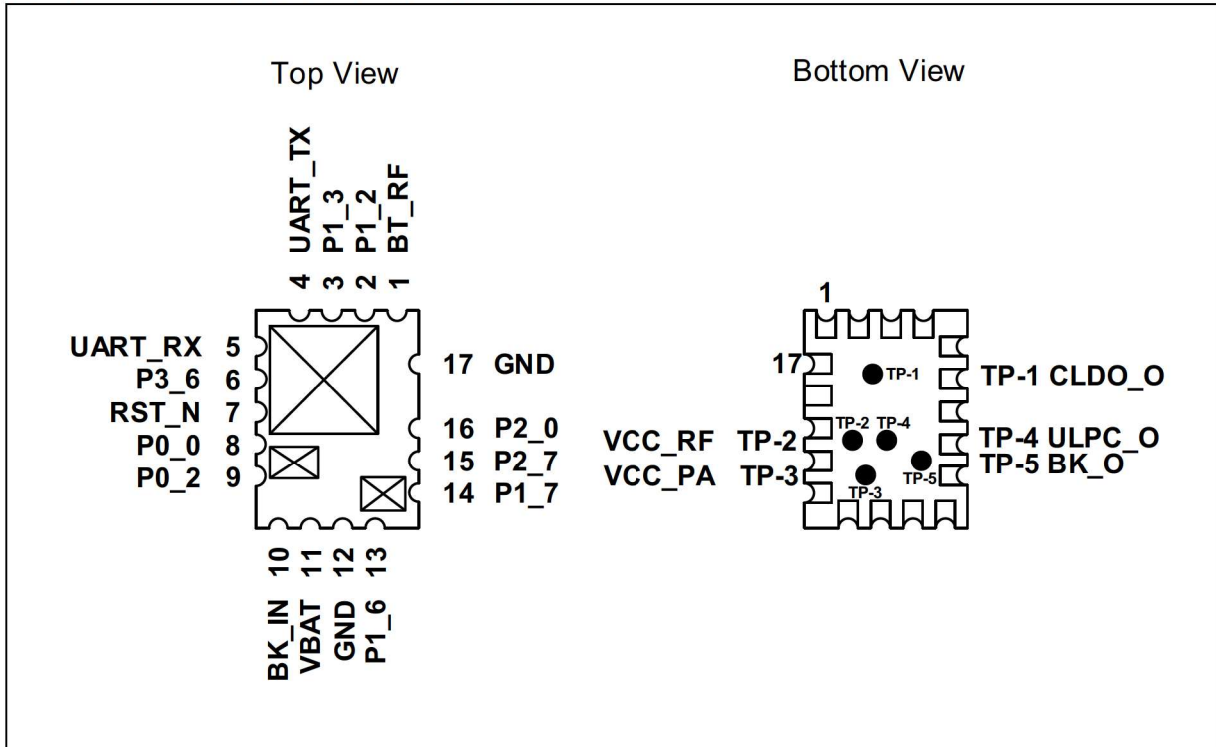 Top View
Bottom View
UART_TX
P1_3
P1_2
BT_RF
4 3 2 1
UART_RX 5
P3_6 6
RST_N 7
P0_0 8
P0_2 9
17 GND
16 P2_0
15 P2_7
14 P1_7
10 11 12 13
BK_IN
VBAT
GND
P1_6
1
17
TP-1
TP-1 CLDO_O
TP-2 TP-4
VCC_RF TP-2
TP-4 ULPC_O
VCC_PA TP-3
TP-3
TP-5
TP-5 BK_O